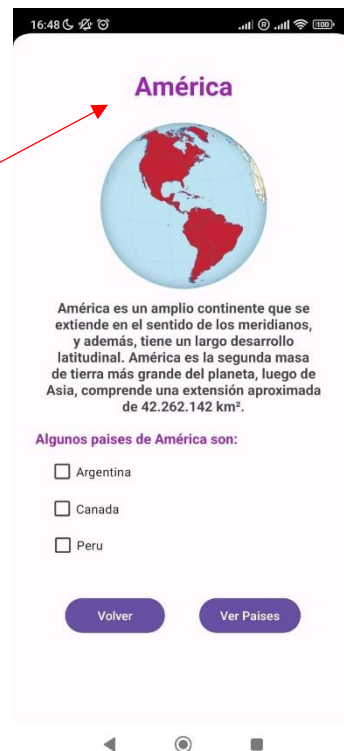 16:48
100
América
América es un amplio continente que se
extiende en el sentido de los meridianos,
y además, tiene un largo desarrollo
latitudinal. América es la segunda masa
de tierra más grande del planeta, luego de
Asia, comprende una extensión aproximada
de 42.262.142 km².
Algunos paises de América son:
Argentina
Canada
Peru
Volver
Ver Paises